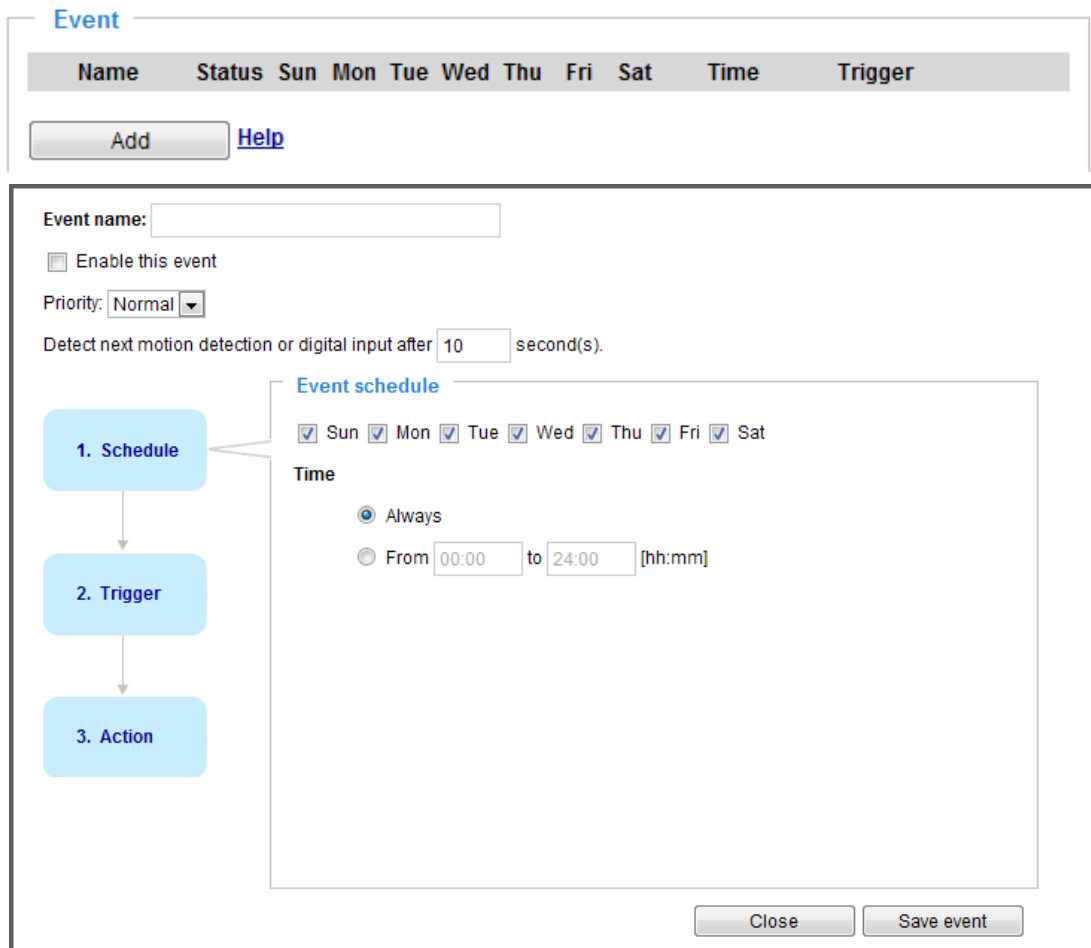 Event
Name Status Sun Mon Tue Wed Thu Fri Sat Time Trigger
Add Help
Event name:
Enable this event
Priority: Normal
Detect next motion detection or digital input after 10 second(s).
Event schedule
1. Schedule
Sun Mon Tue Wed Thu Fri Sat
Time
Always
From 00:00 to 24:00 [hh:mm]
2. Trigger
3. Action
Close Save event